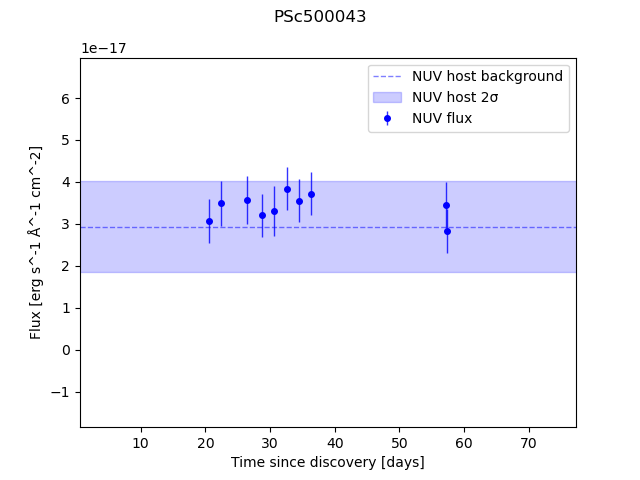 PSc500043
1e−17
NUV host background
NUV host 2σ
NUV flux
6
5
4
3
2
1
0
−1
10 20 30 40 50 60 70
Flux [erg s^-1 Å^-1 cm^-2]
Time since discovery [days]